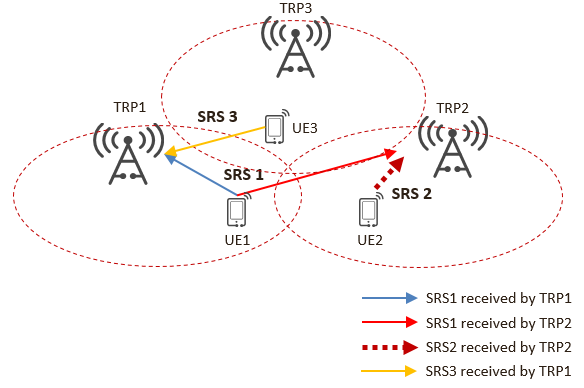 TRP3
TRP1
TRP2
SRS 3
UE3
SRS 1
SRS 2
UE1
UE2
SRS1 received by TRP1
SRS1 received by TRP2
SRS2 received by TRP2
SRS3 received by TRP1